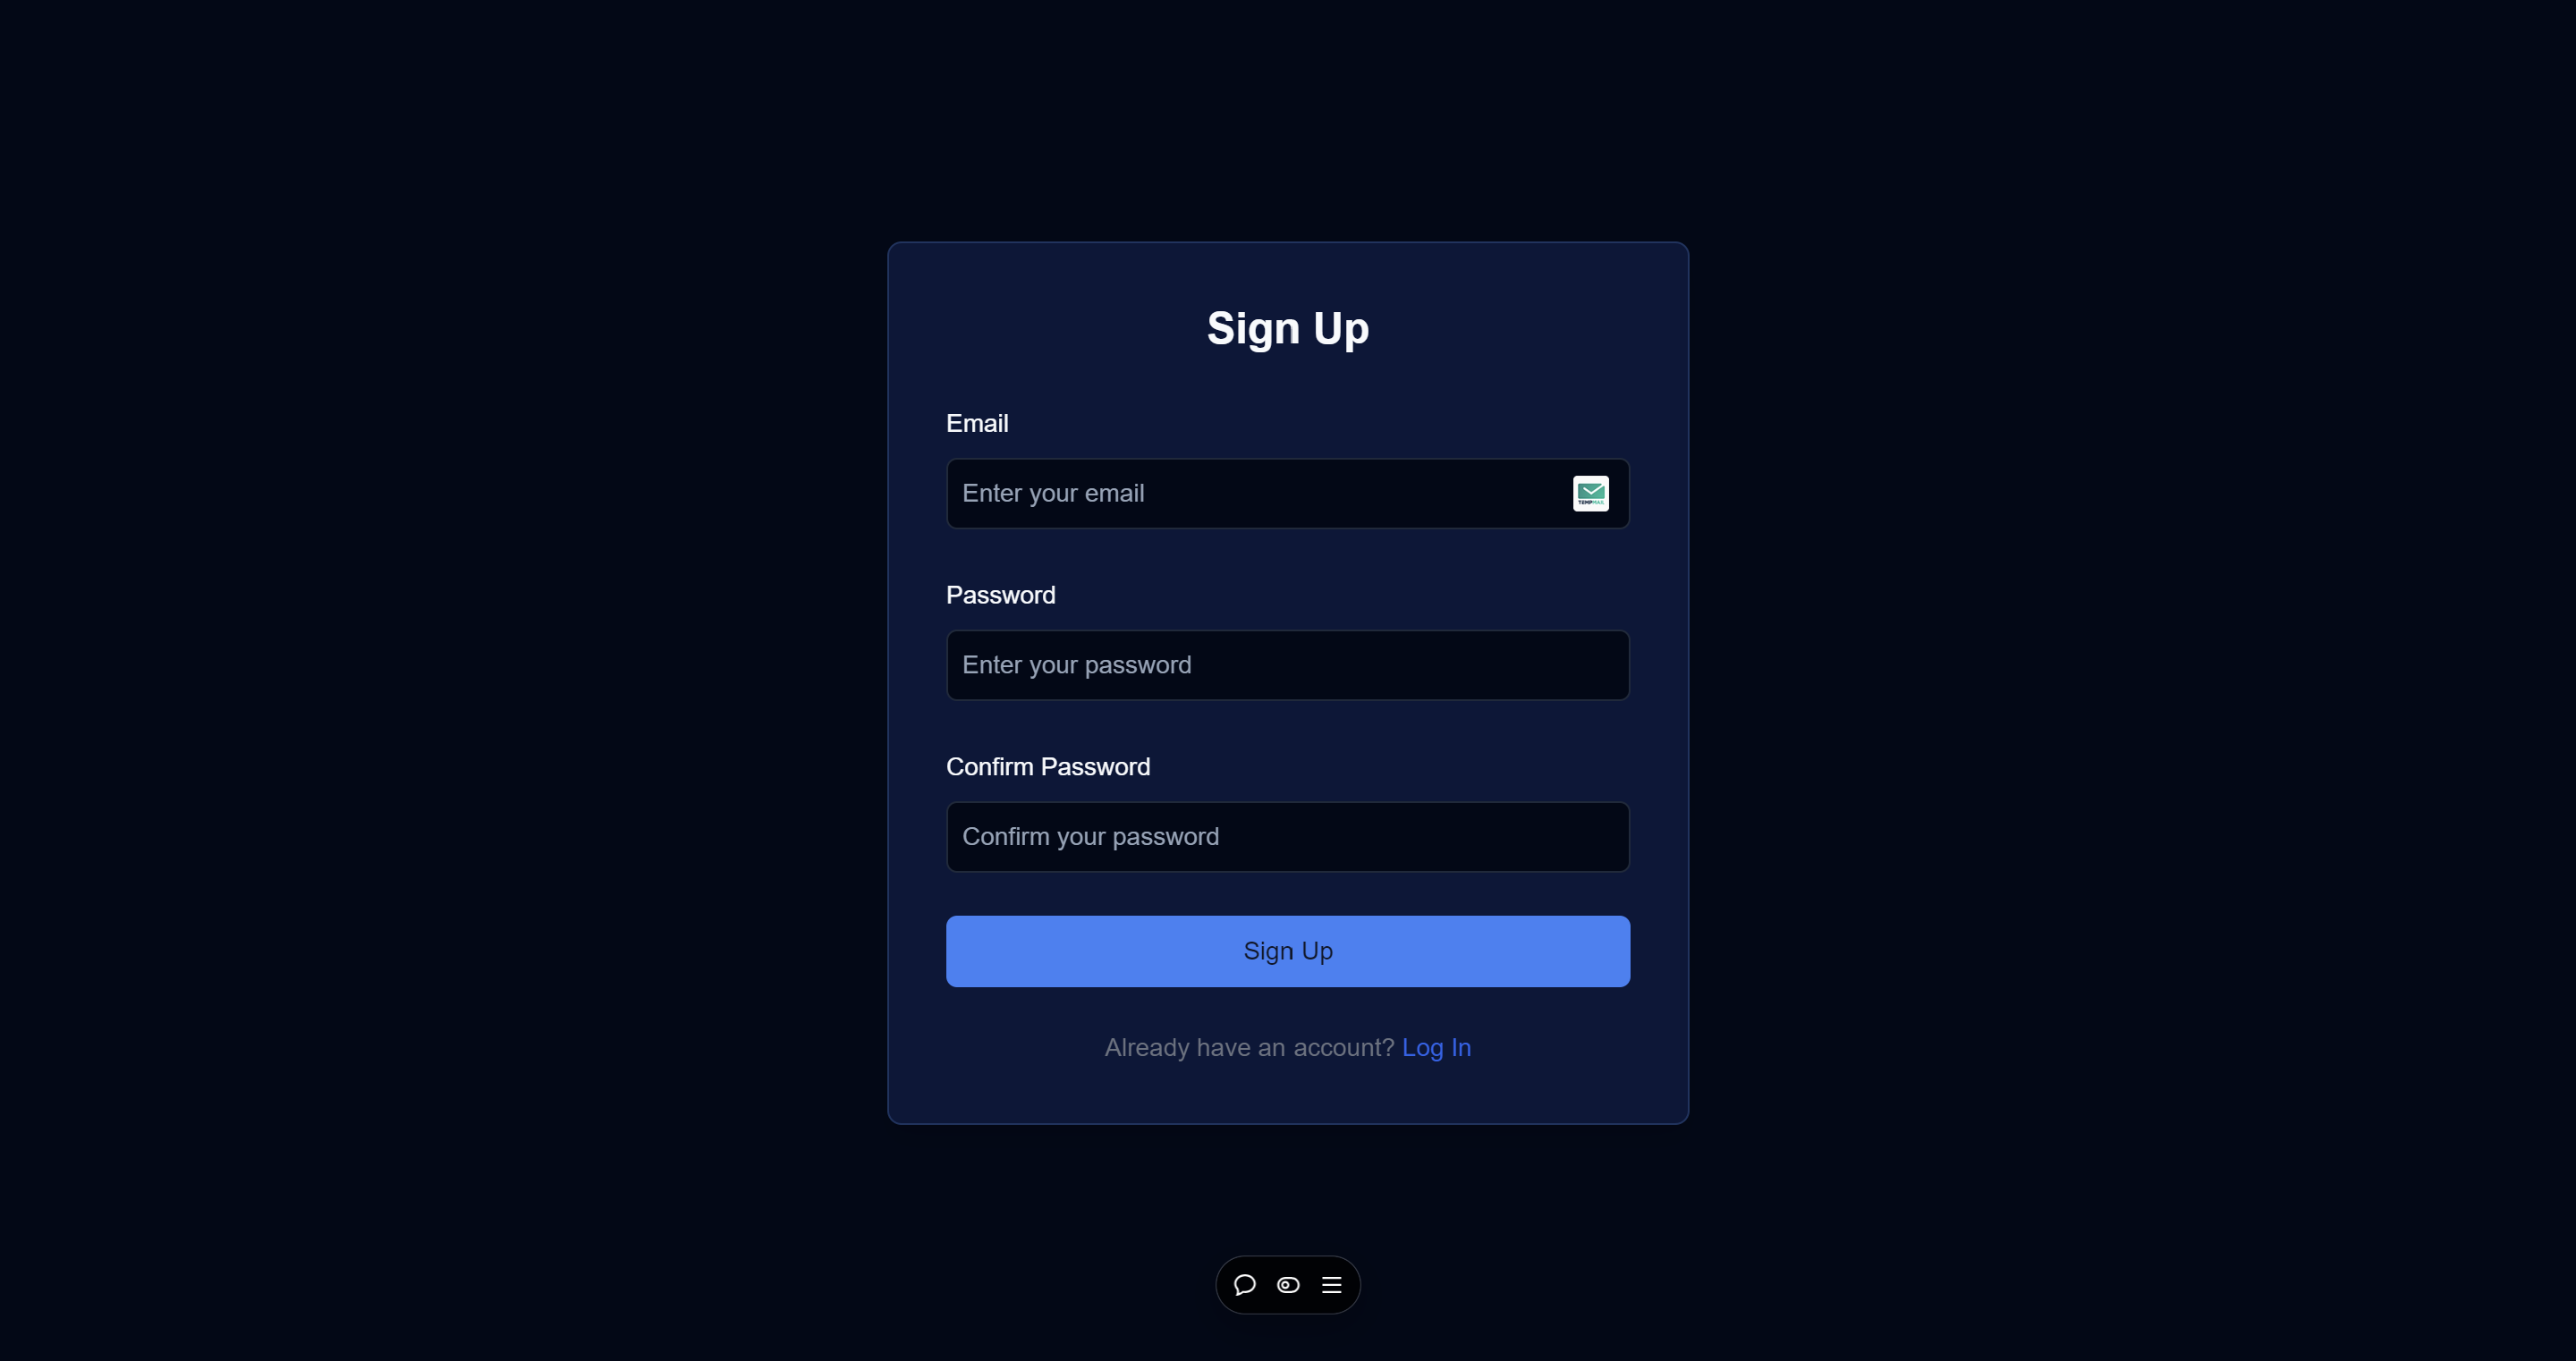 Sign Up
Email
Enter your email
TEMP
Password
Enter your password
Confirm Password
Confirm your password
Sign Up
Already have an account? Log In